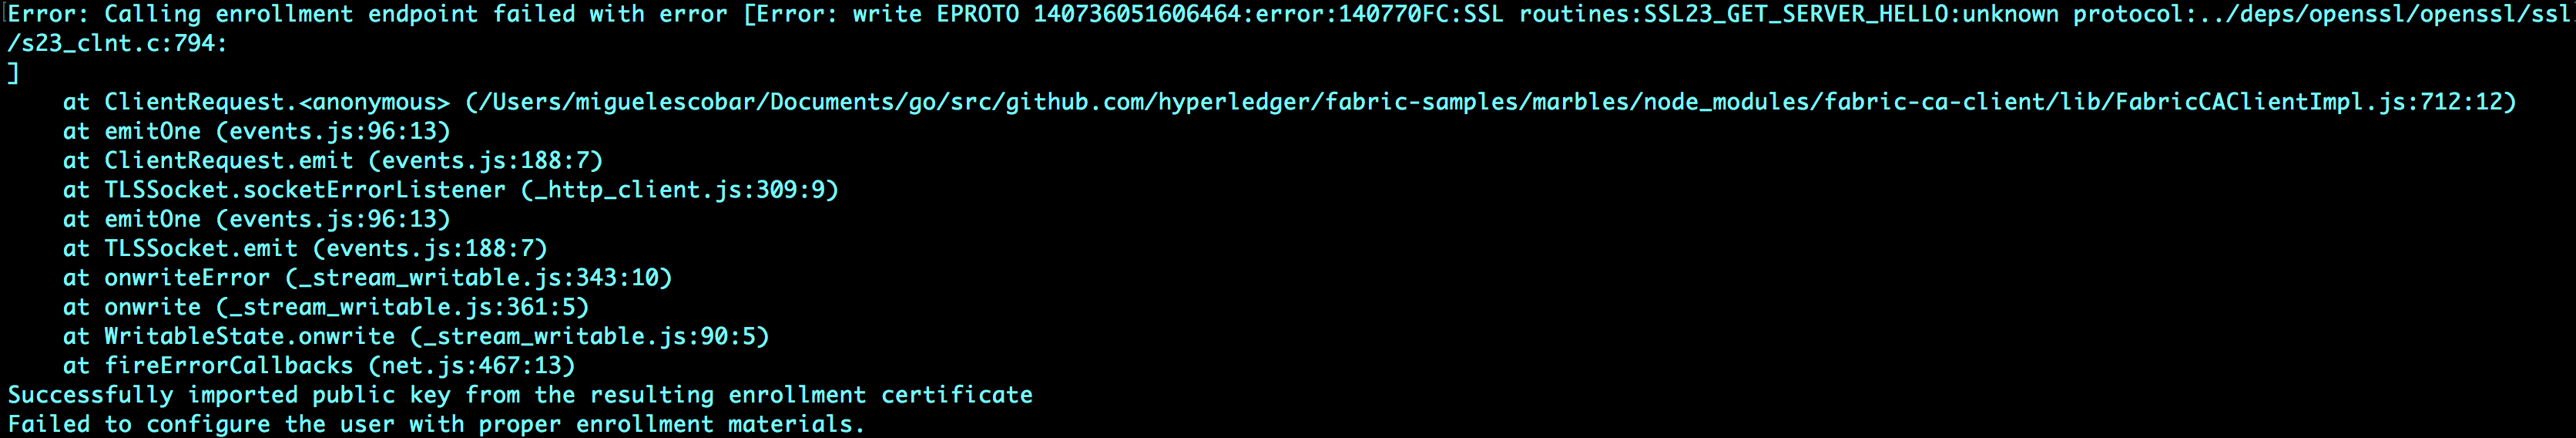 Error: Calling enrollment endpoint failed with error [Error: write EPROTO 140736051606464:error:140770FC:SSL routines:SSL23_GET_SERVER_HELLO:unknown protocol:../deps/openssl/openssl/ssl
/s23_clnt.c:794:
]
    at ClientRequest.<anonymous> (/Users/miguelescobar/Documents/go/src/github.com/hyperledger/fabric-samples/marbles/node_modules/fabric-ca-client/lib/FabricCAClientImpl.js:712:12)
    at emitOne (events.js:96:13)
    at ClientRequest.emit (events.js:188:7)
    at TLSSocket.socketErrorListener (_http_client.js:309:9)
    at emitOne (events.js:96:13)
    at TLSSocket.emit (events.js:188:7)
    at onwriteError (_stream_writable.js:343:10)
    at onwrite (_stream_writable.js:361:5)
    at WritableState.onwrite (_stream_writable.js:90:5)
    at fireErrorCallbacks (net.js:467:13)
Successfully imported public key from the resulting enrollment certificate
Failed to configure the user with proper enrollment materials.